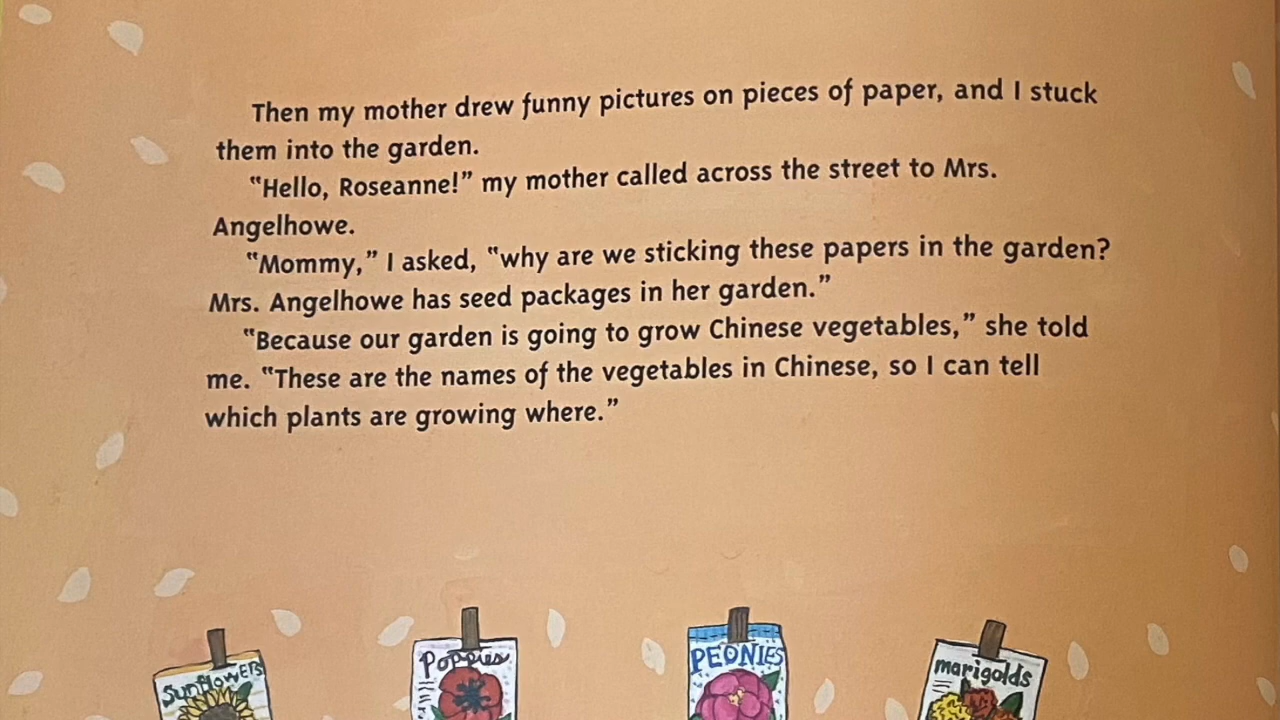 Then my mother drew funny pictures on pieces of paper, and I stuck
them into the garden.
"Hello, Roseanne!" my mother called across the street to Mrs.
Angelhowe.
"Mommy," I asked, "why are we sticking these papers in the garden?
Mrs. Angelhowe has seed packages in her garden."
"Because our garden is going to grow Chinese vegetables," she told
me. "These are the names of the vegetables in Chinese, so I can tell
which plants are growing where."
SunflowERS
Poppies
PEONIES
marigolds